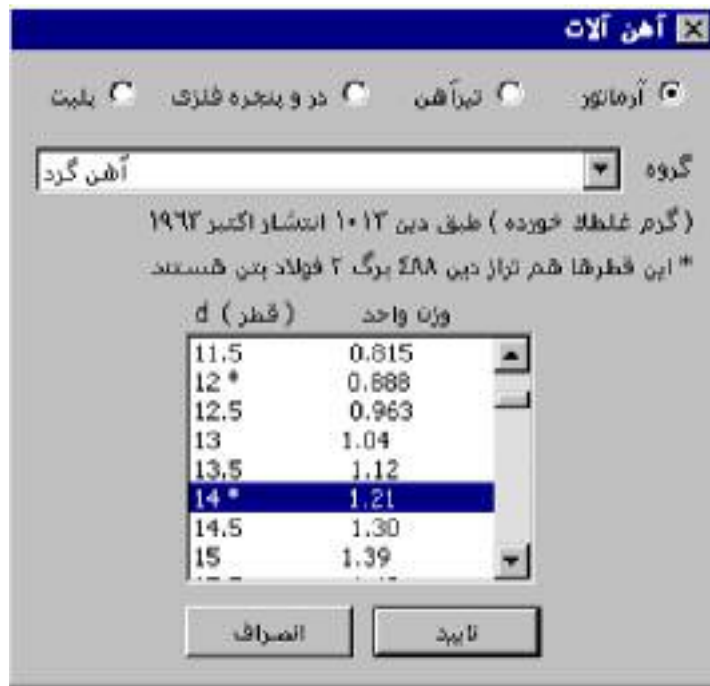 آهن آلات
آرماتور تیرآهن در و پنجره فلزی پلیت
گروه آهن گرد
( گرم غلطک خورده ) طبق دین ۱۰۱۳ انتشار اکتبر ۱۹۶۳
* این قطرها هم تراز دین ٤٨٨ برگ ۲ فولاد بتن هستند
وزن واحد ( قطر ) d
11.5 0.815
12 * 0.888
12.5 0.963
13 1.04
13.5 1.12
14 * 1.21
14.5 1.30
15 1.39
تایید انصراف